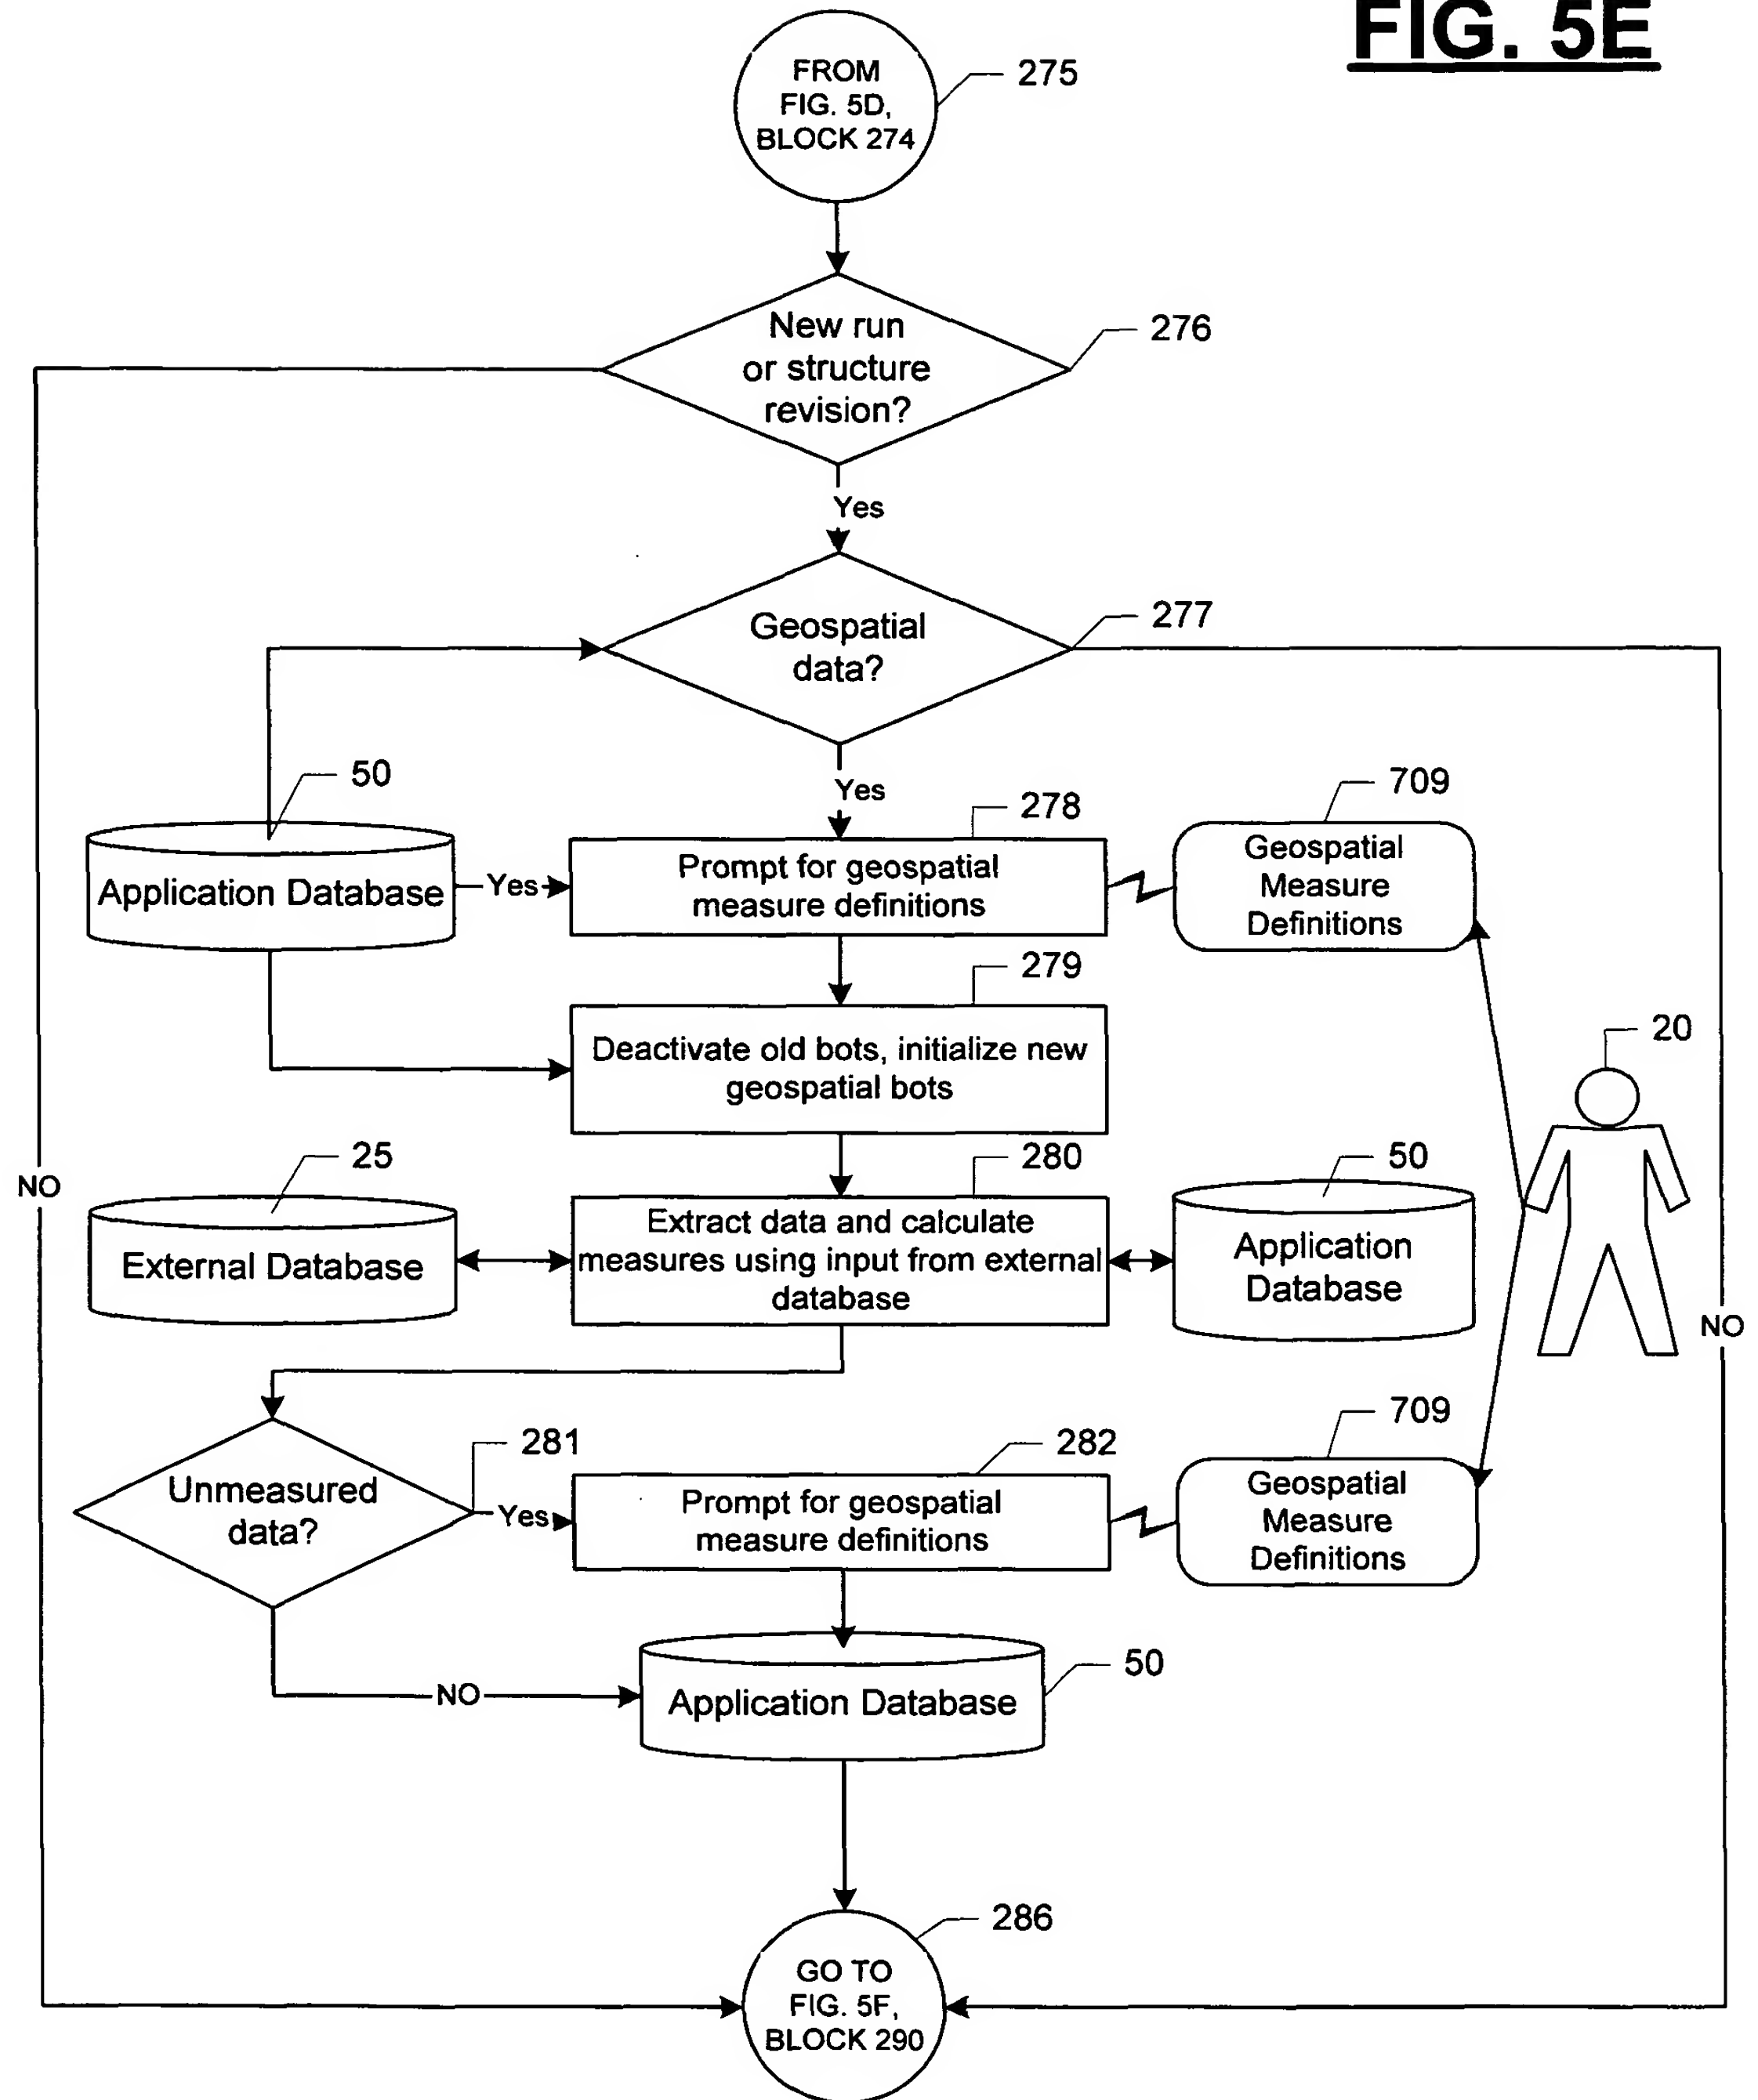 FIG. 5E
FROM
FIG. 5D,
BLOCK 274
275
New run
or structure
revision?
276
Yes
Geospatial
data?
277
50
Yes
278
709
Application Database
Yes
Prompt for geospatial
measure definitions
Geospatial
Measure
Definitions
279
Deactivate old bots, initialize new
geospatial bots
20
NO
25
280
50
External Database
Extract data and calculate
measures using input from external
database
Application
Database
NO
281
282
709
Unmeasured
data?
Yes
Prompt for geospatial
measure definitions
Geospatial
Measure
Definitions
NO
Application Database
50
286
GO TO
FIG. 5F,
BLOCK 290